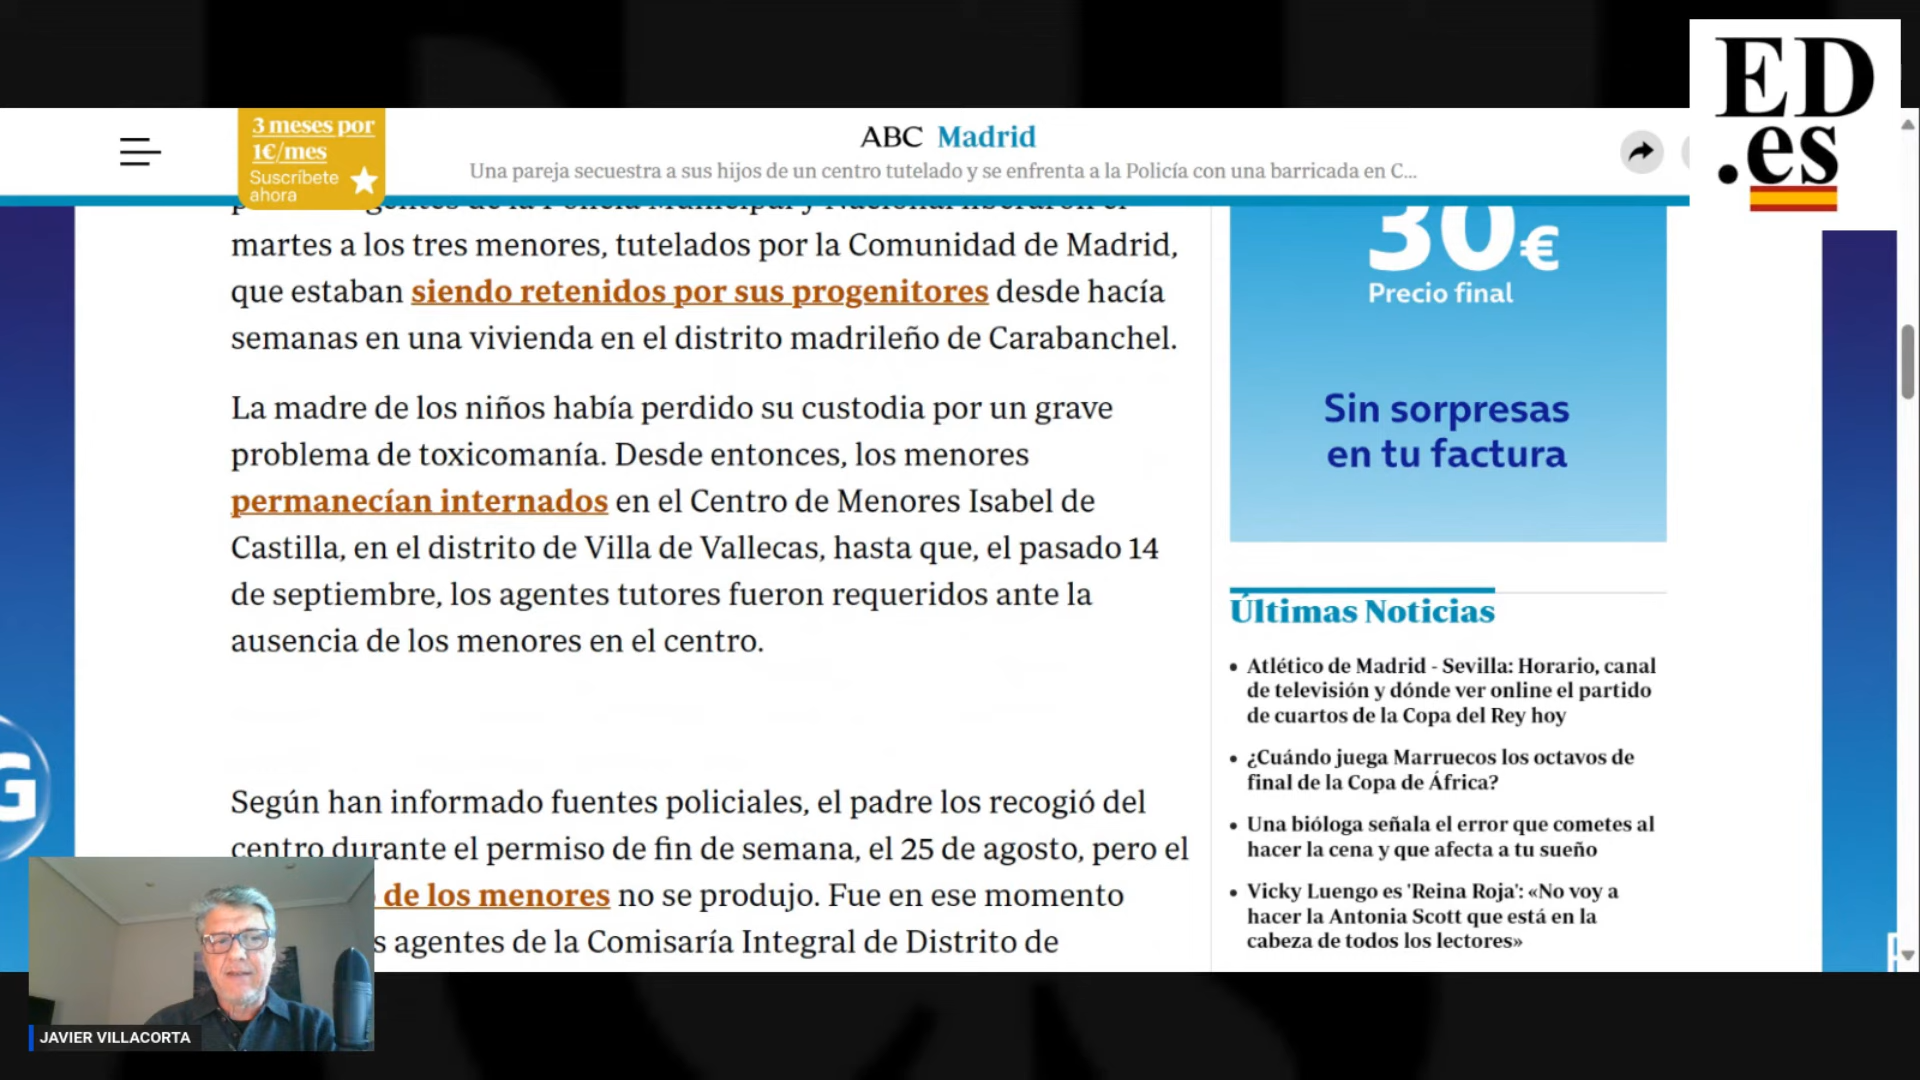 ED
.es
3 meses por
1€/mes
Suscríbete
ahora
ABC Madrid
Una pareja secuestra a sus hijos de un centro tutelado y se enfrenta a la Policía con una barricada en C...
martes a los tres menores, tutelados por la Comunidad de Madrid,
que estaban siendo retenidos por sus progenitores desde hacía
semanas en una vivienda en el distrito madrileño de Carabanchel.
La madre de los niños había perdido su custodia por un grave
problema de toxicomanía. Desde entonces, los menores
permanecían internados en el Centro de Menores Isabel de
Castilla, en el distrito de Villa de Vallecas, hasta que, el pasado 14
de septiembre, los agentes tutores fueron requeridos ante la
ausencia de los menores en el centro.
Según han informado fuentes policiales, el padre los recogió del
centro durante el permiso de fin de semana, el 25 de agosto, pero el
de los menores no se produjo. Fue en ese momento
s agentes de la Comisaría Integral de Distrito de
30€
Precio final
Sin sorpresas
en tu factura
Últimas Noticias
• Atlético de Madrid - Sevilla: Horario, canal
de televisión y dónde ver online el partido
de cuartos de la Copa del Rey hoy
• ¿Cuándo juega Marruecos los octavos de
final de la Copa de África?
• Una bióloga señala el error que cometes al
hacer la cena y que afecta a tu sueño
• Vicky Luengo es 'Reina Roja': «No voy a
hacer la Antonia Scott que está en la
cabeza de todos los lectores»
G
JAVIER VILLACORTA